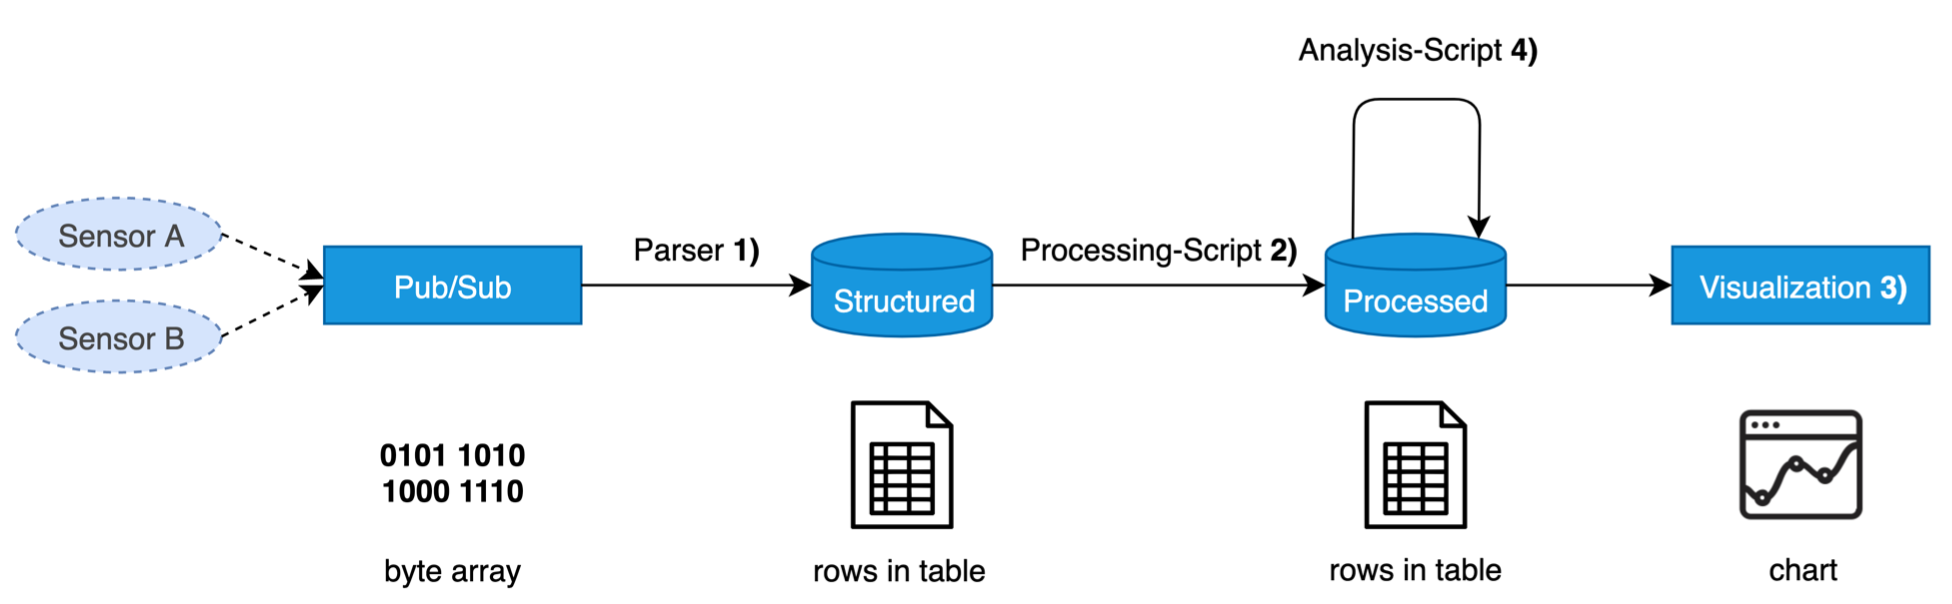 Analysis-Script 4)
Sensor A
Sensor B
Pub/Sub
Parser 1)
Structured
Processing-Script 2)
Processed
Visualization 3)
0101 1010
1000 1110
byte array
rows in table
rows in table
chart